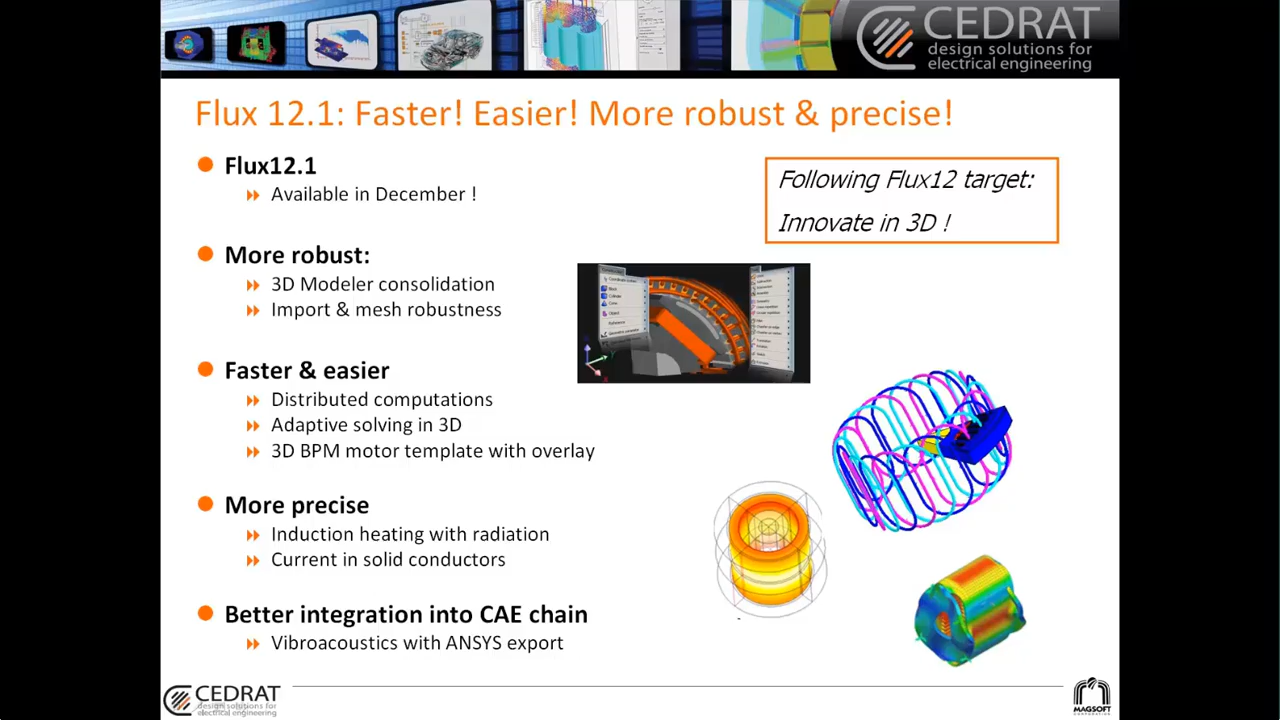 CEDRAT
design solutions for
electrical engineering
Flux 12.1: Faster! Easier! More robust & precise!
Flux12.1
Available in December !
Following Flux12 target:
Innovate in 3D !
More robust:
3D Modeler consolidation
Import & mesh robustness
Faster & easier
Distributed computations
Adaptive solving in 3D
3D BPM motor template with overlay
More precise
Induction heating with radiation
Current in solid conductors
Better integration into CAE chain
Vibroacoustics with ANSYS export
CEDRAT
design solutions for
electrical engineering
MAGSOFT
CORPORATION